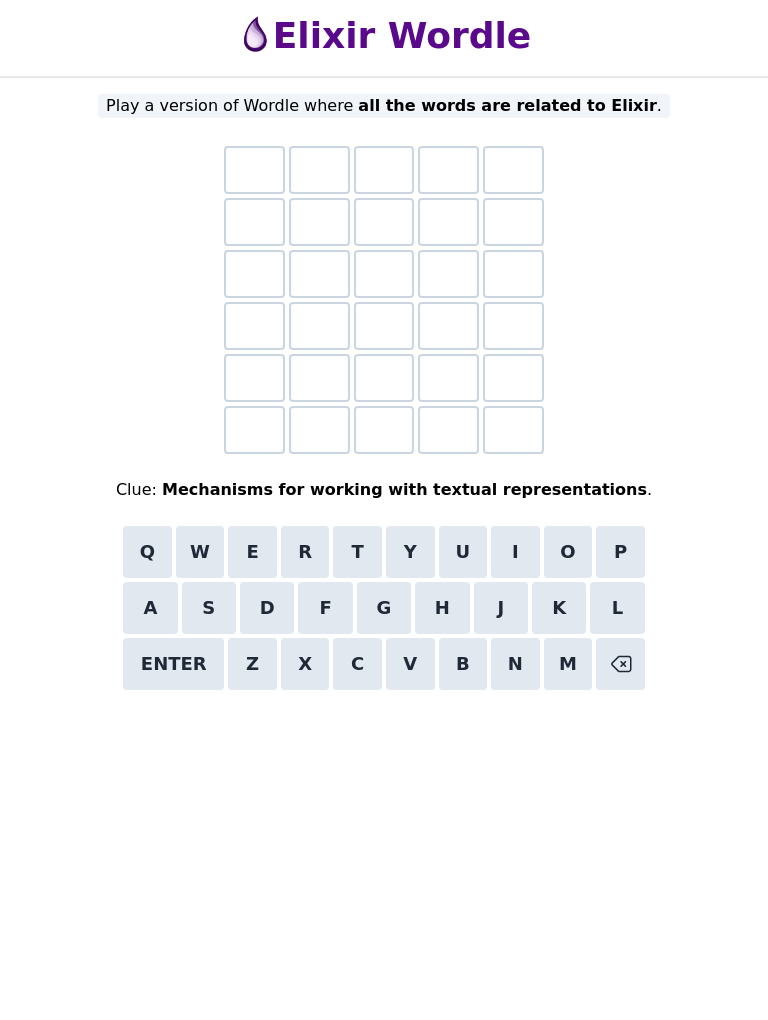 Elixir Wordle
Play a version of Wordle where all the words are related to Elixir.
Clue: Mechanisms for working with textual representations.
Q W E R T Y U I O P
A S D F G H J K L
ENTER Z X C V B N M